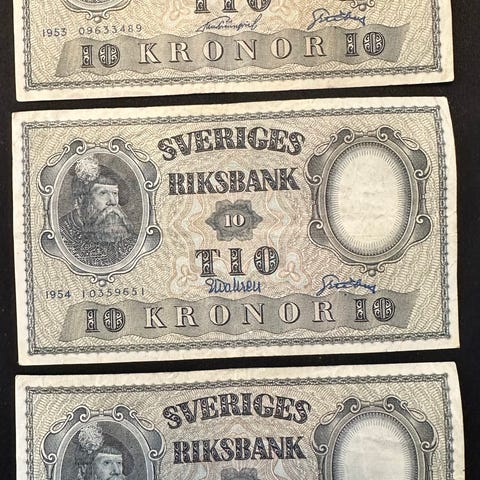 TIO
1953 09633489
10 KRONOR 10
SVERIGES
RIKSBANK
10
TIO
1954 10359651
10 KRONOR 10
SVERIGES
RIKSBANK